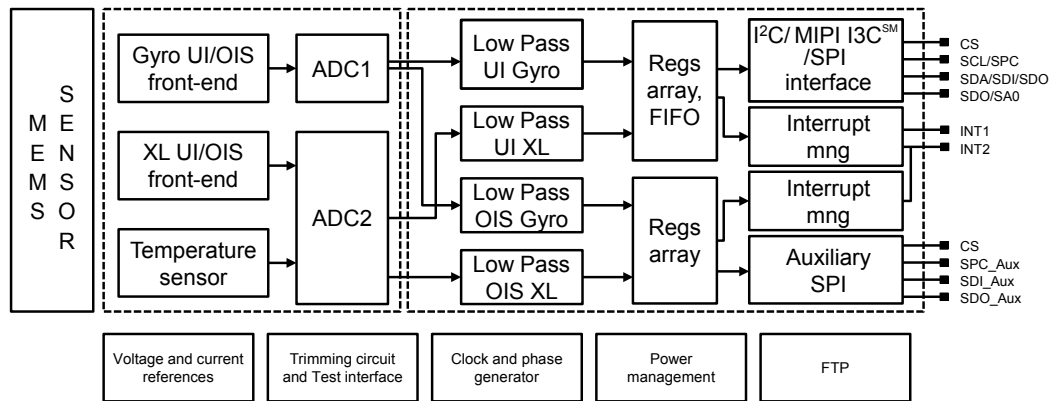 MEMS
SENSOR
Gyro UI/OIS
front-end
XL UI/OIS
front-end
Temperature
sensor
ADC1
ADC2
Low Pass
UI Gyro
Low Pass
UI XL
Low Pass
OIS Gyro
Low Pass
OIS XL
Regs
array,
FIFO
Regs
array
I²C/ MIPI I3C℠
/SPI
interface
Interrupt
mng
Interrupt
mng
Auxiliary
SPI
CS
SCL/SPC
SDA/SDI/SDO
SDO/SA0
INT1
INT2
CS
SPC_Aux
SDI_Aux
SDO_Aux
Voltage and current
references
Trimming circuit
and Test interface
Clock and phase
generator
Power
management
FTP